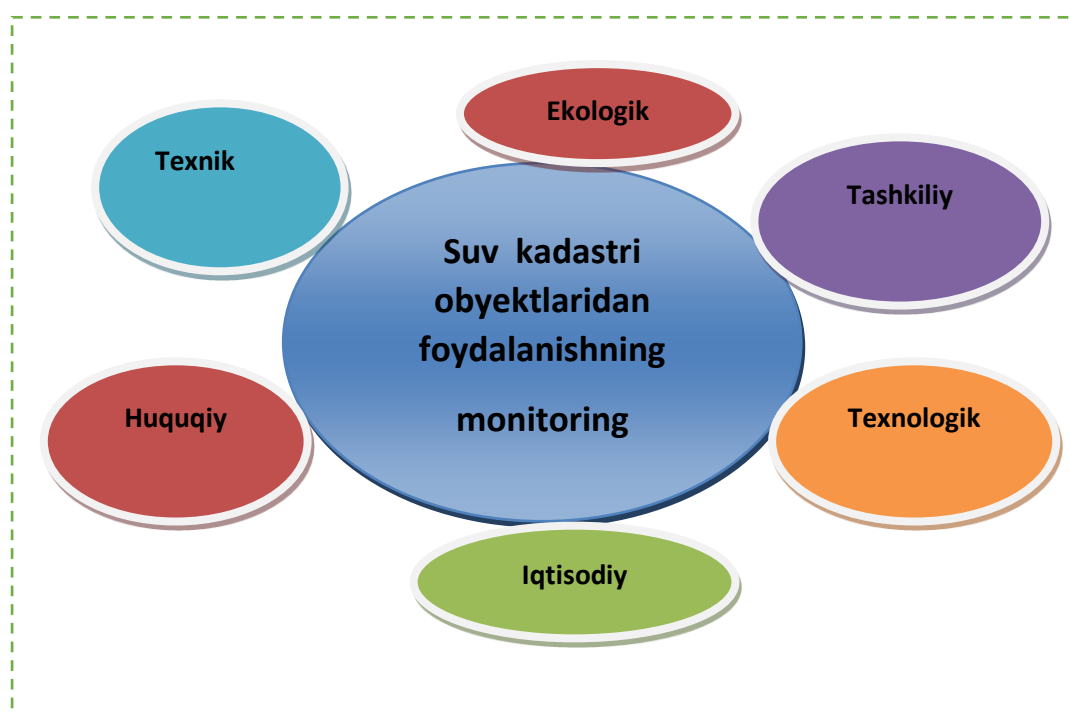 Ekologik
Texnik
Tashkiliy
Suv kadastri
obyektlaridan
foydalanishning
monitoring
Huquqiy
Texnologik
Iqtisodiy